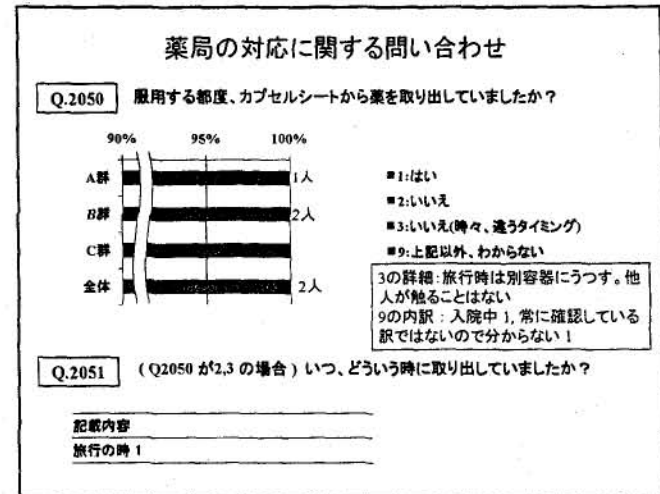 薬局の対応に関する問い合わせ
Q.2050 服用する都度、カプセルシートから薬を取り出していましたか？
90% 95% 100%
A群 1人
B群 2人
C群
全体 2人
■1:はい
■2:いいえ
■3:いいえ(時々、違うタイミング)
■9:上記以外、わからない
3の詳細：旅行時は別容器にうつす。他
人が触ることはない
9の内訳：入院中 1, 常に確認している
訳ではないので分からない 1
Q.2051 （Q2050 が2,3 の場合）いつ、どういう時に取り出していましたか？
記載内容
旅行の時 1